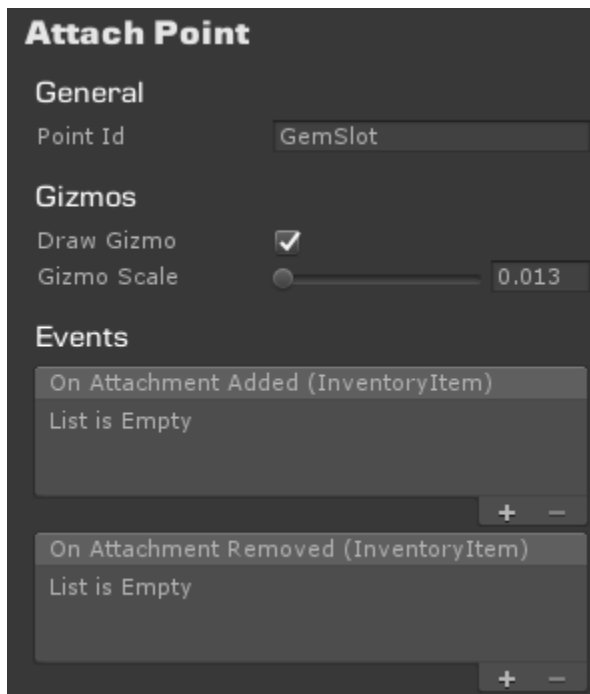 Attach Point
General
Point Id GemSlot
Gizmos
Draw Gizmo
Gizmo Scale 0.013
Events
On Attachment Added (InventoryItem)
List is Empty
+ −
On Attachment Removed (InventoryItem)
List is Empty
+ −